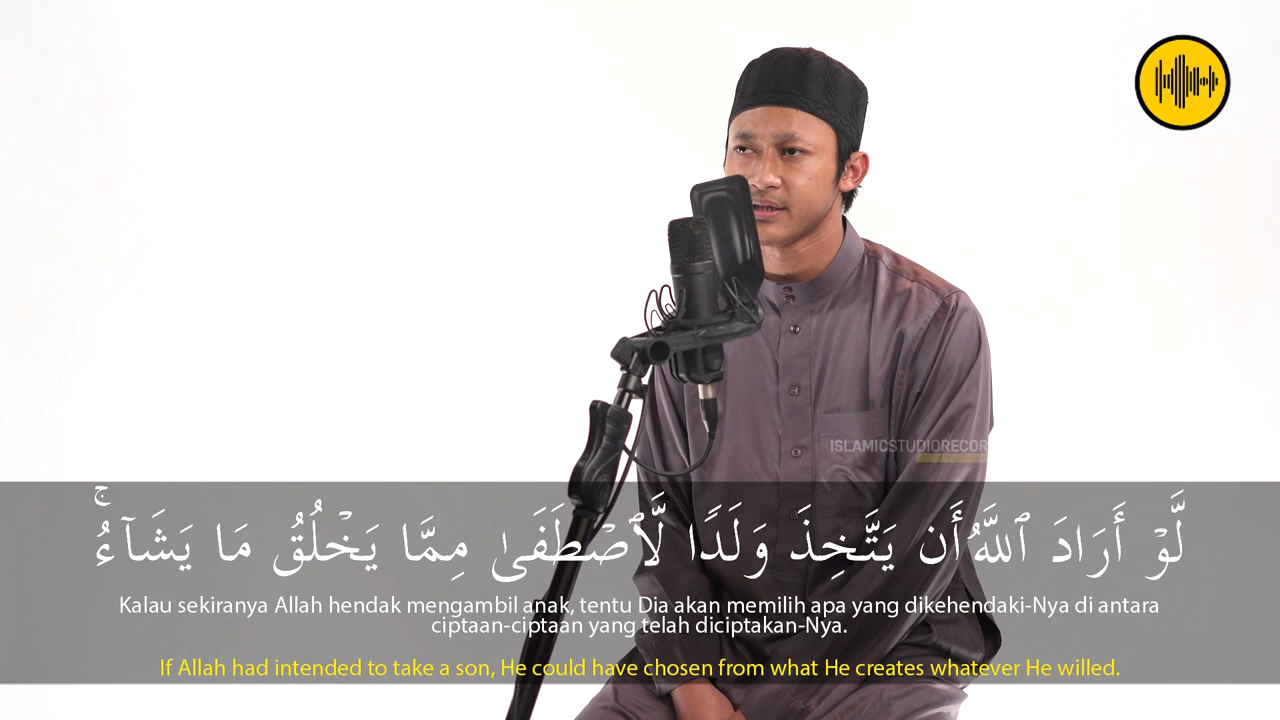 ISLAMICSTUDIORECOR
لَّوْ أَرَادَ ٱللَّهُ أَن يَتَّخِذَ وَلَدًا لَّٱصْطَفَىٰ مِمَّا يَخْلُقُ مَا يَشَآءُ ۚ
Kalau sekiranya Allah hendak mengambil anak, tentu Dia akan memilih apa yang dikehendaki-Nya di antara
ciptaan-ciptaan yang telah diciptakan-Nya.
If Allah had intended to take a son, He could have chosen from what He creates whatever He willed.